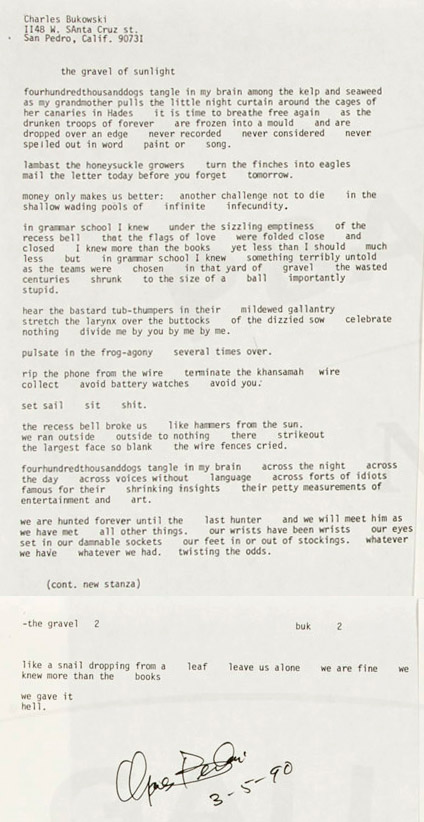 Charles Bukowski
1148 W. SAnta Cruz st.
San Pedro, Calif. 90731
the gravel of sunlight
fourhundredthousanddogs tangle in my brain among the kelp and seaweed
as my grandmother pulls the little night curtain around the cages of
her canaries in Hades it is time to breathe free again as the
drunken troops of forever are frozen into a mould and are
dropped over an edge never recorded never considered never
spelled out in word paint or song.
lambast the honeysuckle growers turn the finches into eagles
mail the letter today before you forget tomorrow.
money only makes us better: another challenge not to die in the
shallow wading pools of infinite infecundity.
in grammar school I knew under the sizzling emptiness of the
recess bell that the flags of love were folded close and
closed I knew more than the books yet less than I should much
less but in grammar school I knew something terribly untold
as the teams were chosen in that yard of gravel the wasted
centuries shrunk to the size of a ball importantly
stupid.
hear the bastard tub-thumpers in their mildewed gallantry
stretch the larynx over the buttocks of the dizzied sow celebrate
nothing divide me by you by me by me.
pulsate in the frog-agony several times over.
rip the phone from the wire terminate the khansamah wire
collect avoid battery watches avoid you.
set sail sit shit.
the recess bell broke us like hammers from the sun.
we ran outside outside to nothing there strikeout
the largest face so blank the wire fences cried.
fourhundredthousanddogs tangle in my brain across the night across
the day across voices without language across forts of idiots
famous for their shrinking insights their petty measurements of
entertainment and art.
we are hunted forever until the last hunter and we will meet him as
we have met all other things. our wrists have been wrists our eyes
set in our damnable sockets our feet in or out of stockings. whatever
we have whatever we had. twisting the odds.
(cont. new stanza)
-the gravel 2 buk 2
like a snail dropping from a leaf leave us alone we are fine we
knew more than the books
we gave it
hell.
3-5-90